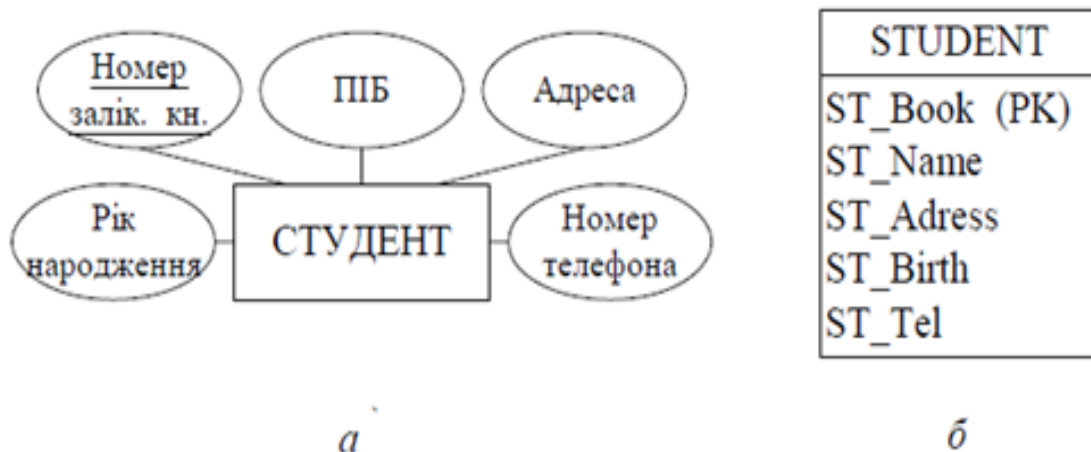 Номер
залік. кн.
ПІБ
Адреса
Рік
народження
СТУДЕНТ
Номер
телефона
а
STUDENT
ST_Book (PK)
ST_Name
ST_Adress
ST_Birth
ST_Tel
б